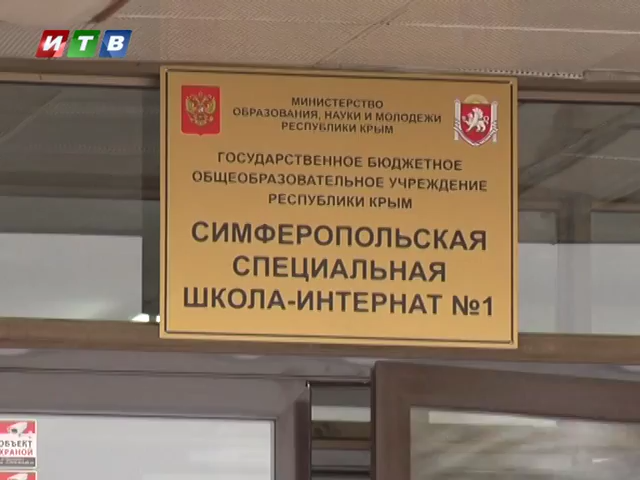 ИТВ
МИНИСТЕРСТВО
ОБРАЗОВАНИЯ, НАУКИ И МОЛОДЕЖИ
РЕСПУБЛИКИ КРЫМ
ГОСУДАРСТВЕННОЕ БЮДЖЕТНОЕ
ОБЩЕОБРАЗОВАТЕЛЬНОЕ УЧРЕЖДЕНИЕ
РЕСПУБЛИКИ КРЫМ
СИМФЕРОПОЛЬСКАЯ
СПЕЦИАЛЬНАЯ
ШКОЛА-ИНТЕРНАТ №1
ОБЪЕКТ